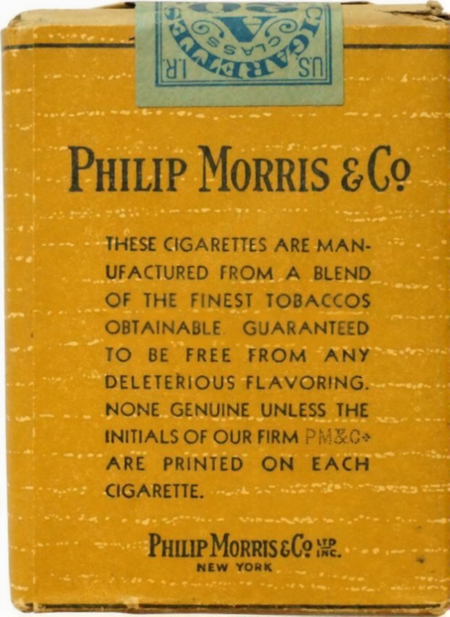 CIGARETTES
CLASS A
U.S. I.R.
PHILIP MORRIS & Co
THESE CIGARETTES ARE MAN-
UFACTURED FROM A BLEND
OF THE FINEST TOBACCOS
OBTAINABLE. GUARANTEED
TO BE FREE FROM ANY
DELETERIOUS FLAVORING.
NONE GENUINE UNLESS THE
INITIALS OF OUR FIRM PM&Co
ARE PRINTED ON EACH
CIGARETTE.
PHILIP MORRIS & Co LTD INC.
NEW YORK